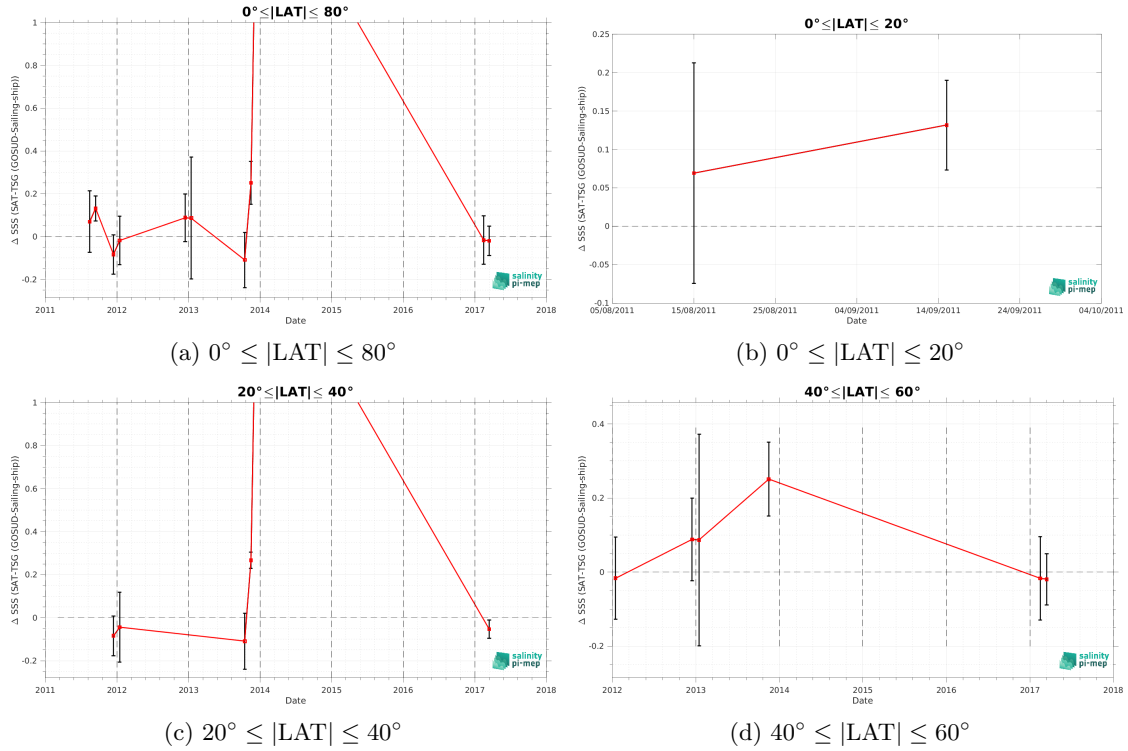 0°≤|LAT|≤ 80°
Δ SSS (SAT-TSG (GOSUD-Sailing-ship))
1
0.8
0.6
0.4
0.2
0
-0.2
2011 2012 2013 2014 2015 2016 2017 2018
Date
salinity
pi-mep
(a) 0° ≤ |LAT| ≤ 80°
0°≤|LAT|≤ 20°
Δ SSS (SAT-TSG (GOSUD-Sailing-ship))
0.25
0.2
0.15
0.1
0.05
0
-0.05
-0.1
05/08/2011 15/08/2011 25/08/2011 04/09/2011 14/09/2011 24/09/2011 04/10/2011
Date
salinity
pi-mep
(b) 0° ≤ |LAT| ≤ 20°
20°≤|LAT|≤ 40°
Δ SSS (SAT-TSG (GOSUD-Sailing-ship))
1
0.8
0.6
0.4
0.2
0
-0.2
2011 2012 2013 2014 2015 2016 2017 2018
Date
salinity
pi-mep
(c) 20° ≤ |LAT| ≤ 40°
40°≤|LAT|≤ 60°
Δ SSS (SAT-TSG (GOSUD-Sailing-ship))
0.4
0.2
0
-0.2
2012 2013 2014 2015 2016 2017 2018
Date
salinity
pi-mep
(d) 40° ≤ |LAT| ≤ 60°